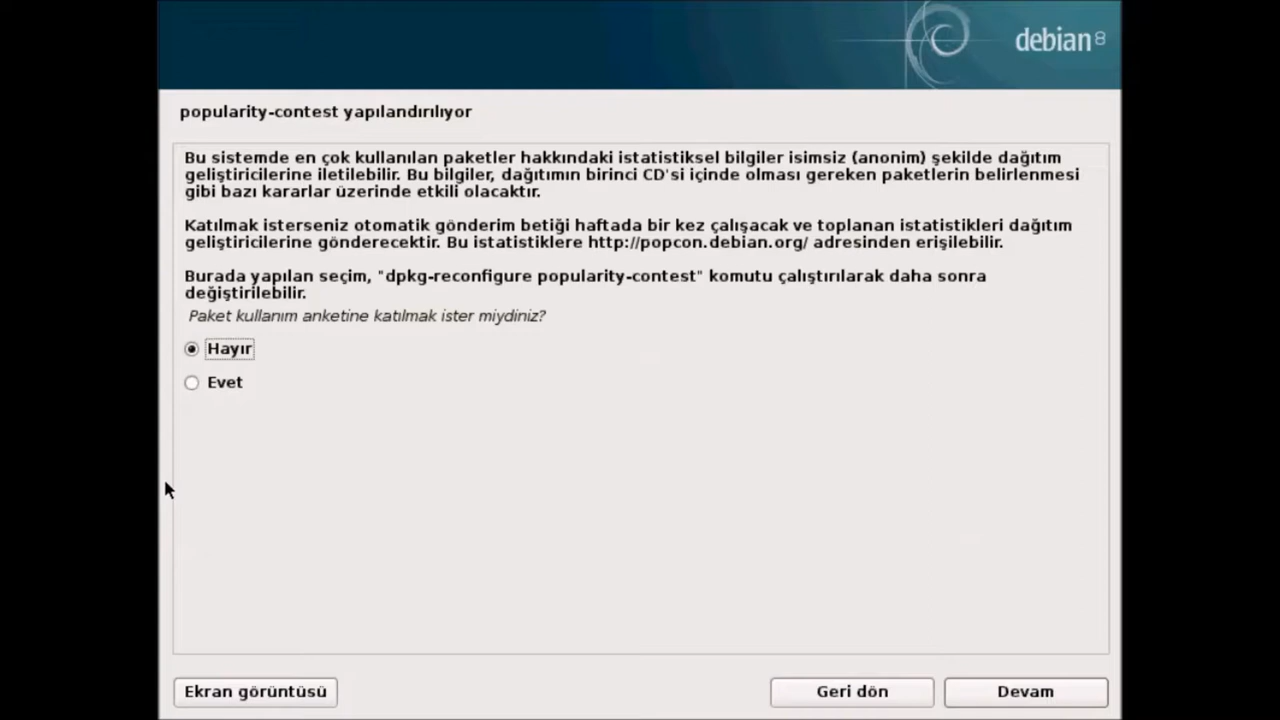 debian 8
popularity-contest yapılandırılıyor
Bu sistemde en çok kullanılan paketler hakkındaki istatistiksel bilgiler isimsiz (anonim) şekilde dağıtım
geliştiricilerine iletilebilir. Bu bilgiler, dağıtımın birinci CD'si içinde olması gereken paketlerin belirlenmesi
gibi bazı kararlar üzerinde etkili olacaktır.
Katılmak isterseniz otomatik gönderim betiği haftada bir kez çalışacak ve toplanan istatistikleri dağıtım
geliştiricilerine gönderecektir. Bu istatistiklere http://popcon.debian.org/ adresinden erişilebilir.
Burada yapılan seçim, "dpkg-reconfigure popularity-contest" komutu çalıştırılarak daha sonra
değiştirilebilir.
Paket kullanım anketine katılmak ister miydiniz?
Hayır
Evet
Ekran görüntüsü
Geri dön
Devam